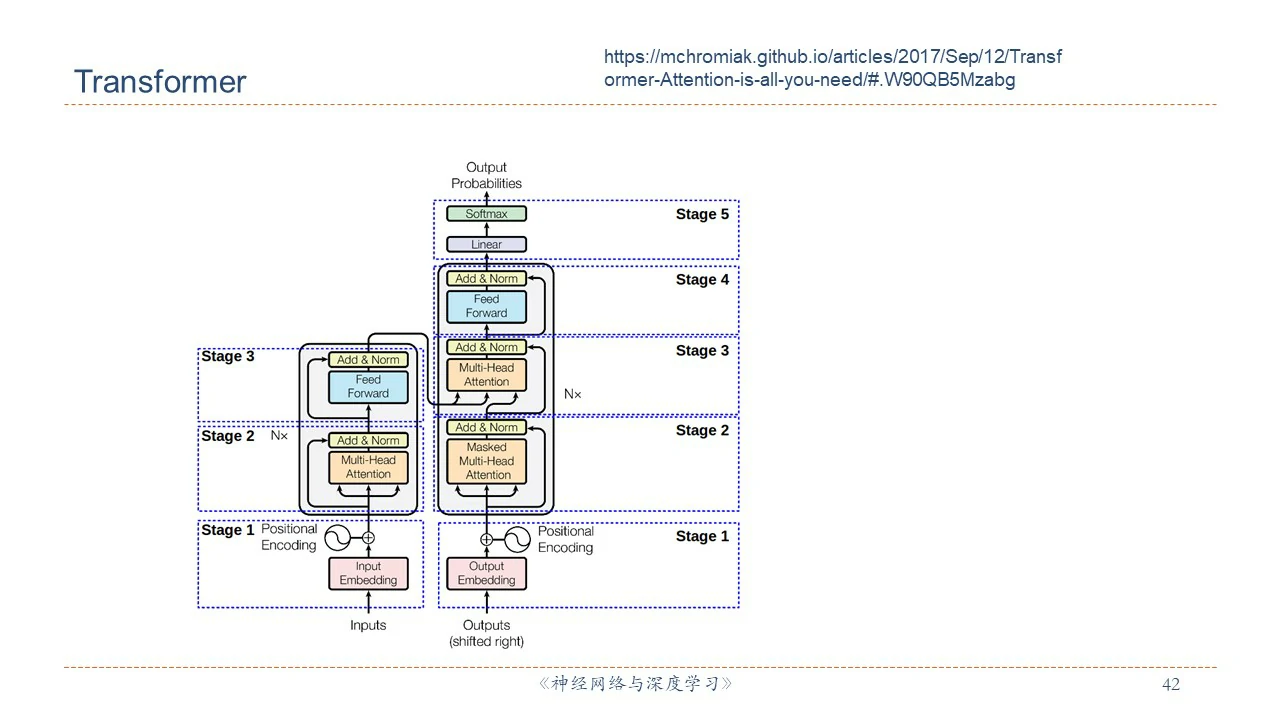 Transformer
https://mchromiak.github.io/articles/2017/Sep/12/Transf
ormer-Attention-is-all-you-need/#.W90QB5Mzabg
Output
Probabilities
Softmax
Stage 5
Linear
Add & Norm
Stage 4
Feed
Forward
Add & Norm
Stage 3
Multi-Head
Attention
N×
Add & Norm
Stage 2
Masked
Multi-Head
Attention
Stage 3
Add & Norm
Feed
Forward
Stage 2
N×
Add & Norm
Multi-Head
Attention
Stage 1
Positional
Encoding
Input
Embedding
Inputs
Positional
Encoding
Stage 1
Output
Embedding
Outputs
(shifted right)
《神经网络与深度学习》
42